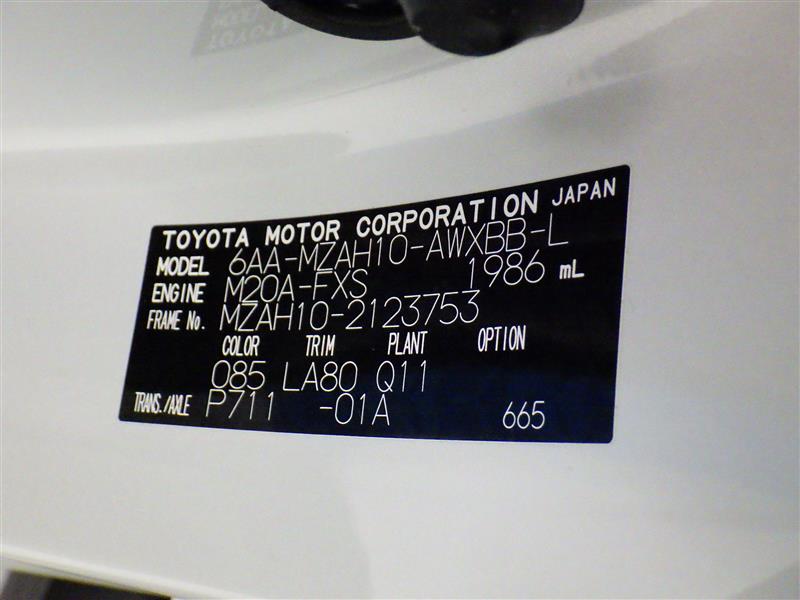 TOYOTA MOTOR CORPORATION JAPAN
MODEL 6AA-MZAH10-AWXBB-L
ENGINE M20A-FXS 1986 mL
FRAME No. MZAH10-2123753
COLOR TRIM PLANT OPTION
085 LA80 Q11
TRANS./AXLE P711 -01A 665